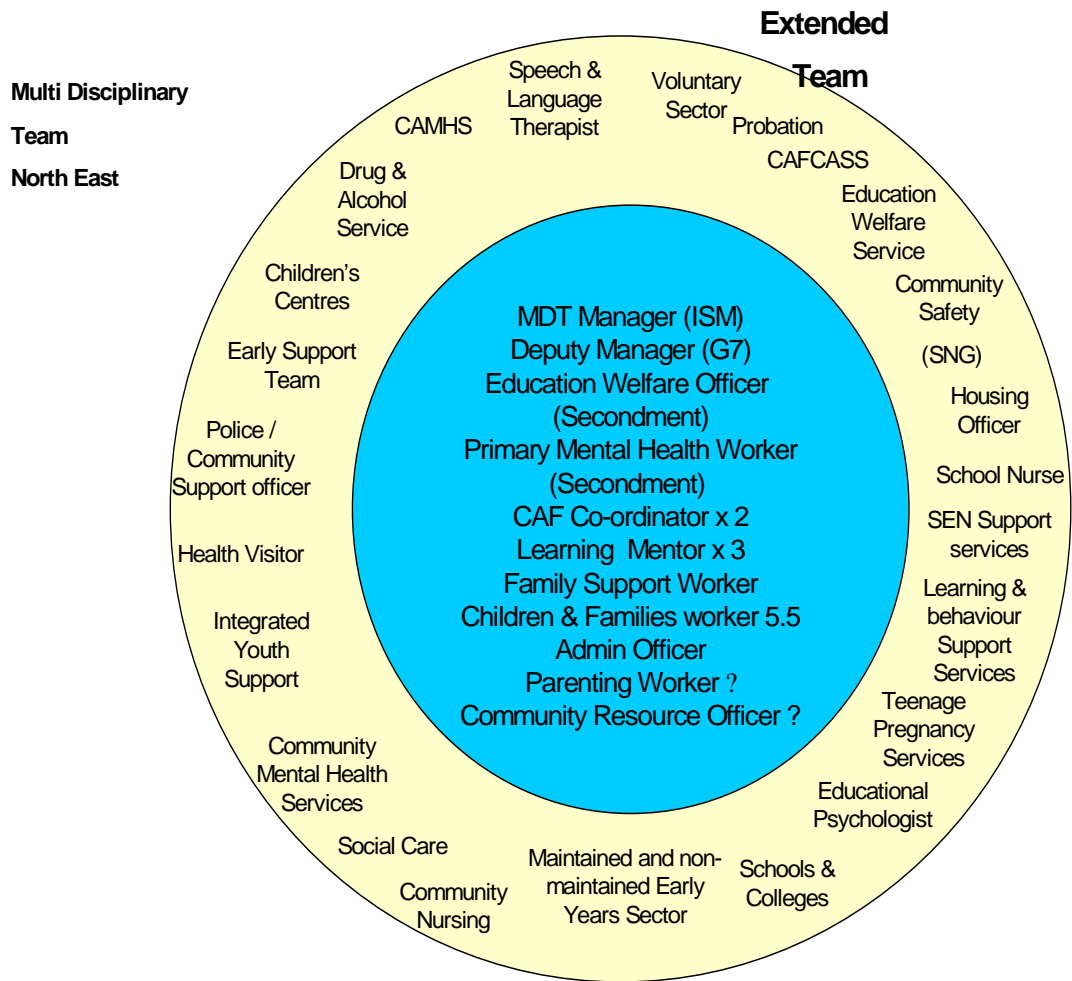 Extended
Team
Multi Disciplinary
Team
North East
Speech &
Language
Therapist
Voluntary
Sector
Probation
CAFCASS
Education
Welfare
Service
Community
Safety
(SNG)
Housing
Officer
School Nurse
SEN Support
services
Learning &
behaviour
Support
Services
Teenage
Pregnancy
Services
Educational
Psychologist
Schools &
Colleges
Maintained and non-
maintained Early
Years Sector
Community
Nursing
Social Care
Community
Mental Health
Services
Integrated
Youth
Support
Health Visitor
Police /
Community
Support officer
Early Support
Team
Children's
Centres
Drug &
Alcohol
Service
CAMHS
MDT Manager (ISM)
Deputy Manager (G7)
Education Welfare Officer
(Secondment)
Primary Mental Health Worker
(Secondment)
CAF Co-ordinator x 2
Learning Mentor x 3
Family Support Worker
Children & Families worker 5.5
Admin Officer
Parenting Worker ?
Community Resource Officer ?